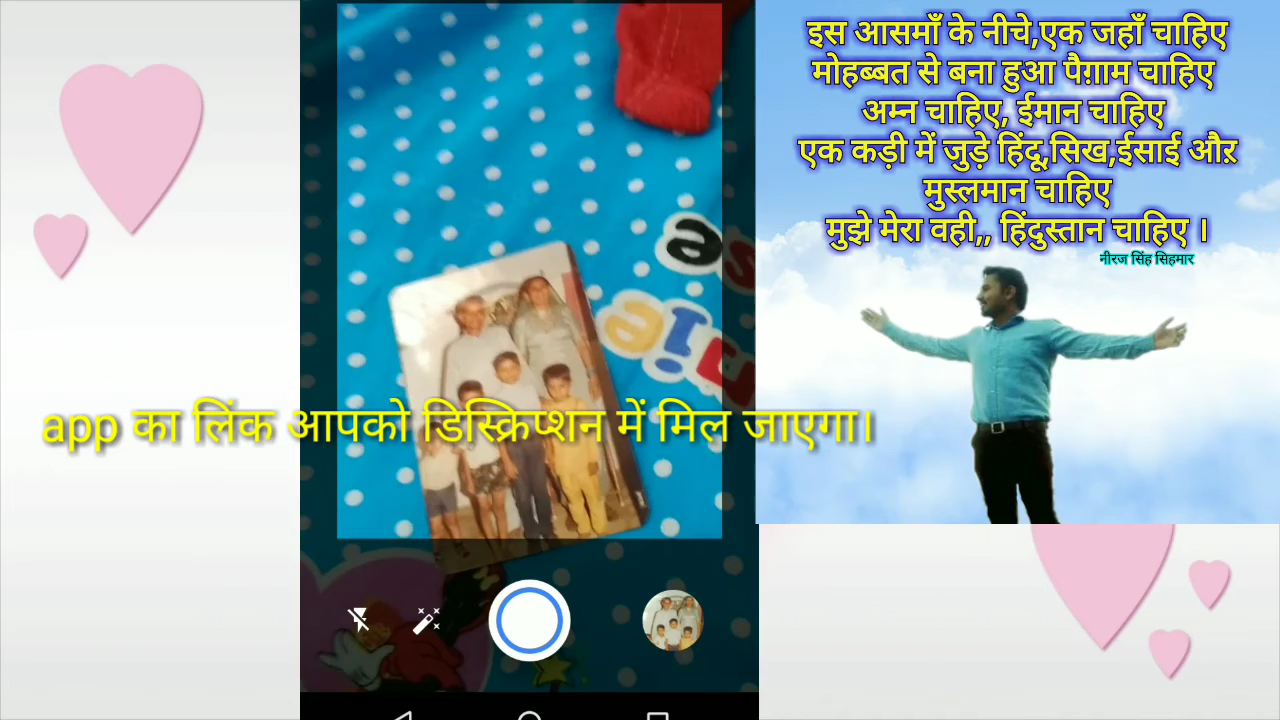 इस आसमाँ के नीचे,एक जहाँ चाहिए
मोहब्बत से बना हुआ पैग़ाम चाहिए
अम्न चाहिए, ईमान चाहिए
एक कड़ी में जुड़े हिंदू,सिख,ईसाई औऱ
मुस्लमान चाहिए
मुझे मेरा वही,, हिंदुस्तान चाहिए ।
नीरज सिंह सिहमार
app का लिंक आपको डिस्क्रिप्शन में मिल जाएगा।